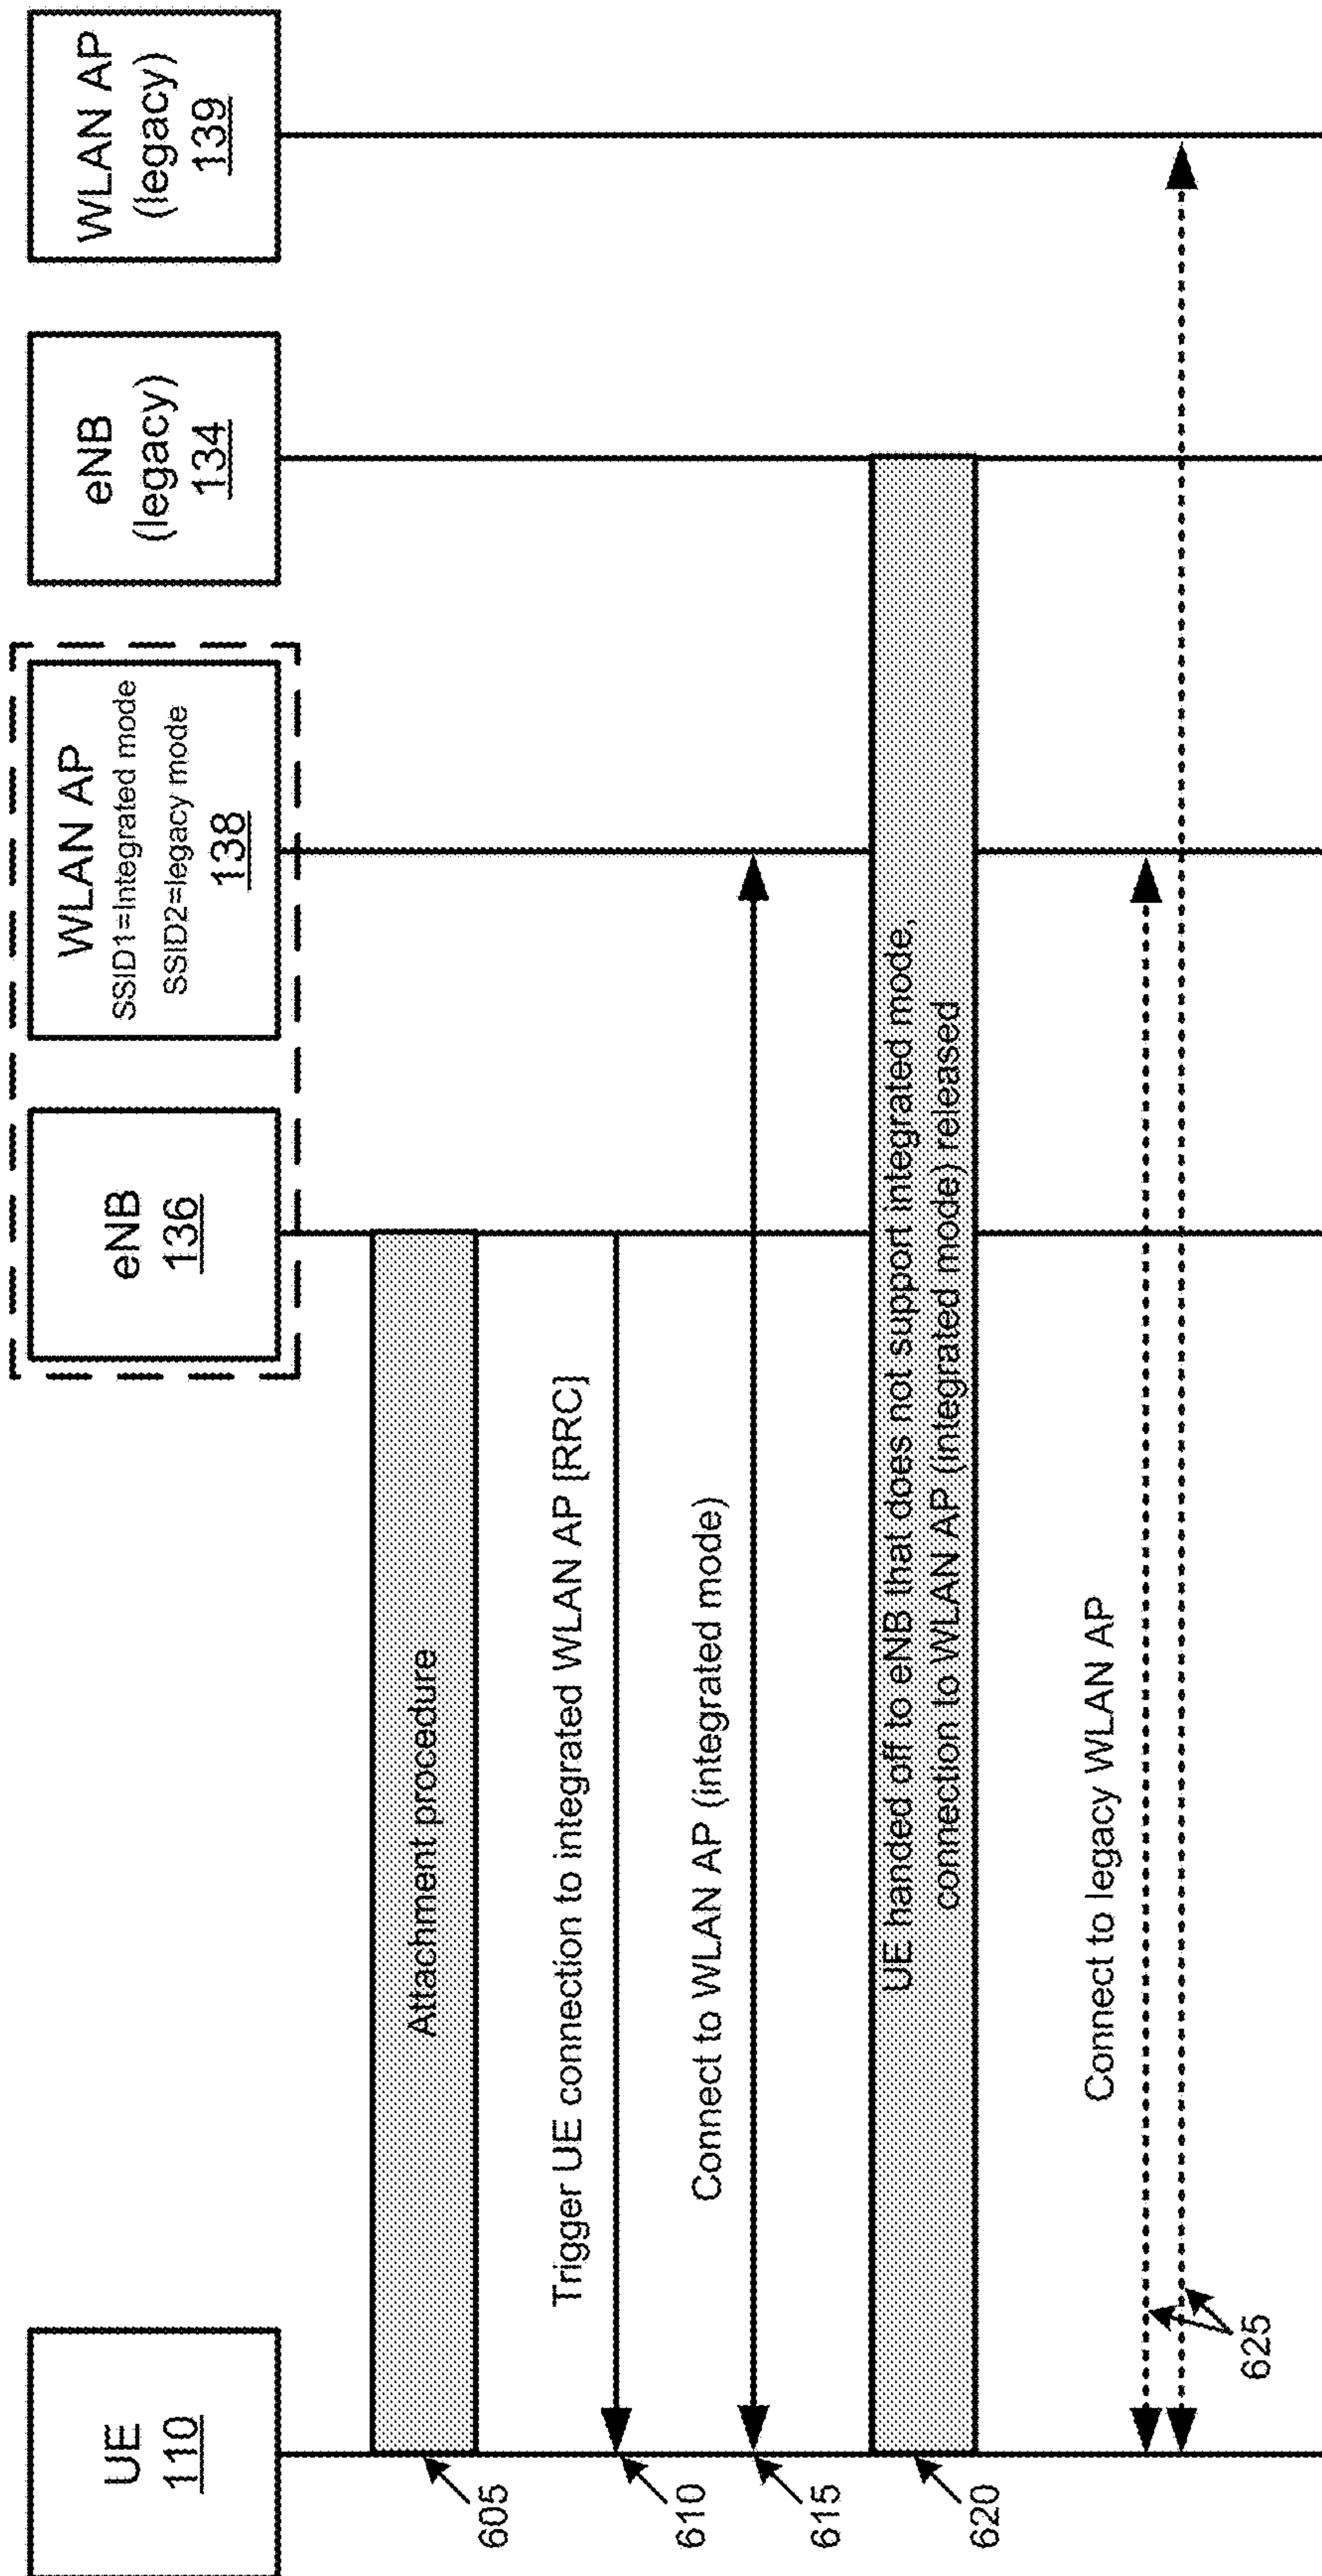 UE
110
eNB
136
WLAN AP
SSID1=Integrated mode
SSID2=legacy mode
138
eNB
(legacy)
134
WLAN AP
(legacy)
139
605
Attachment procedure
Trigger UE connection to integrated WLAN AP [RRC]
610
Connect to WLAN AP (integrated mode)
615
UE handed off to eNB that does not support integrated mode,
connection to WLAN AP (integrated mode) released
620
Connect to legacy WLAN AP
625